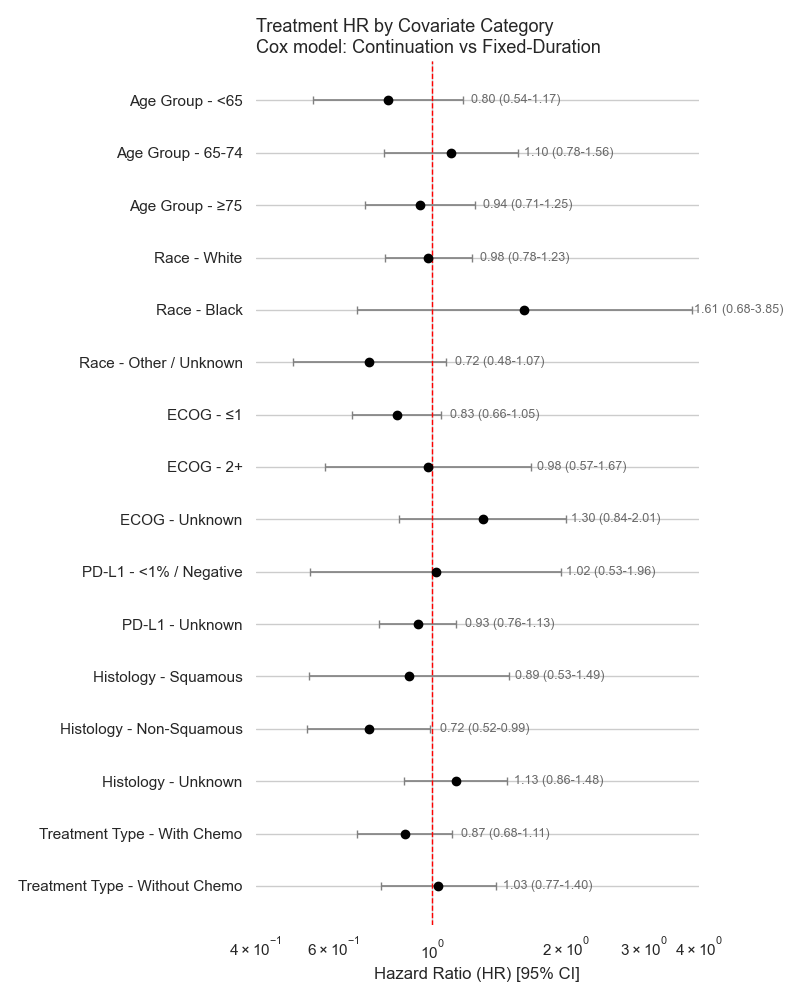 Treatment HR by Covariate Category
Cox model: Continuation vs Fixed-Duration
Age Group - <65 0.80 (0.54-1.17)
Age Group - 65-74 1.10 (0.78-1.56)
Age Group - ≥75 0.94 (0.71-1.25)
Race - White 0.98 (0.78-1.23)
Race - Black 1.61 (0.68-3.85)
Race - Other / Unknown 0.72 (0.48-1.07)
ECOG - ≤1 0.83 (0.66-1.05)
ECOG - 2+ 0.98 (0.57-1.67)
ECOG - Unknown 1.30 (0.84-2.01)
PD-L1 - <1% / Negative 1.02 (0.53-1.96)
PD-L1 - Unknown 0.93 (0.76-1.13)
Histology - Squamous 0.89 (0.53-1.49)
Histology - Non-Squamous 0.72 (0.52-0.99)
Histology - Unknown 1.13 (0.86-1.48)
Treatment Type - With Chemo 0.87 (0.68-1.11)
Treatment Type - Without Chemo 1.03 (0.77-1.40)
4 × 10⁻¹ 6 × 10⁻¹ 10⁰ 2 × 10⁰ 3 × 10⁰ 4 × 10⁰
Hazard Ratio (HR) [95% CI]